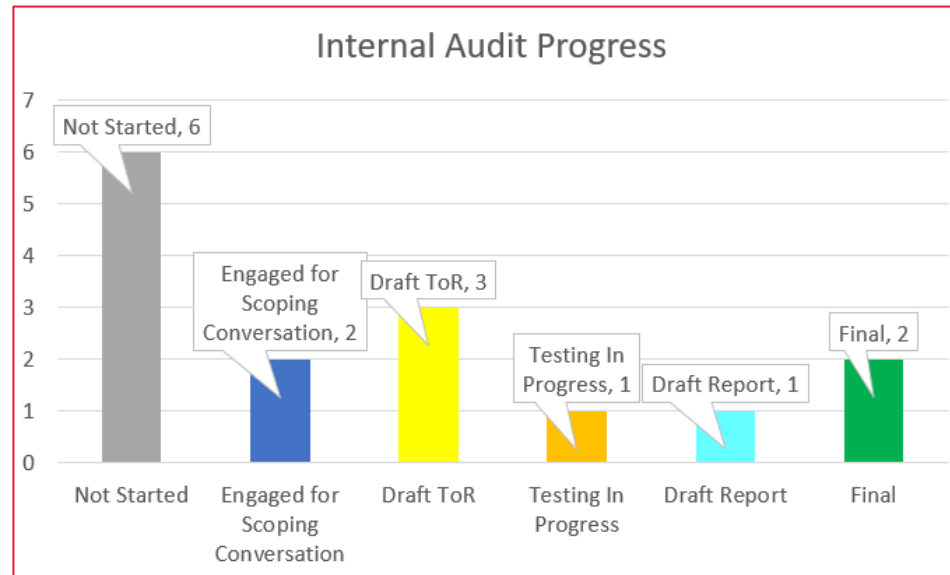 Internal Audit Progress
7
6
5
4
3
2
1
0
Not Started, 6
Engaged for
Scoping
Conversation, 2
Draft ToR, 3
Testing In
Progress, 1
Draft Report, 1
Final, 2
Not Started
Engaged for
Scoping
Conversation
Draft ToR
Testing In
Progress
Draft Report
Final